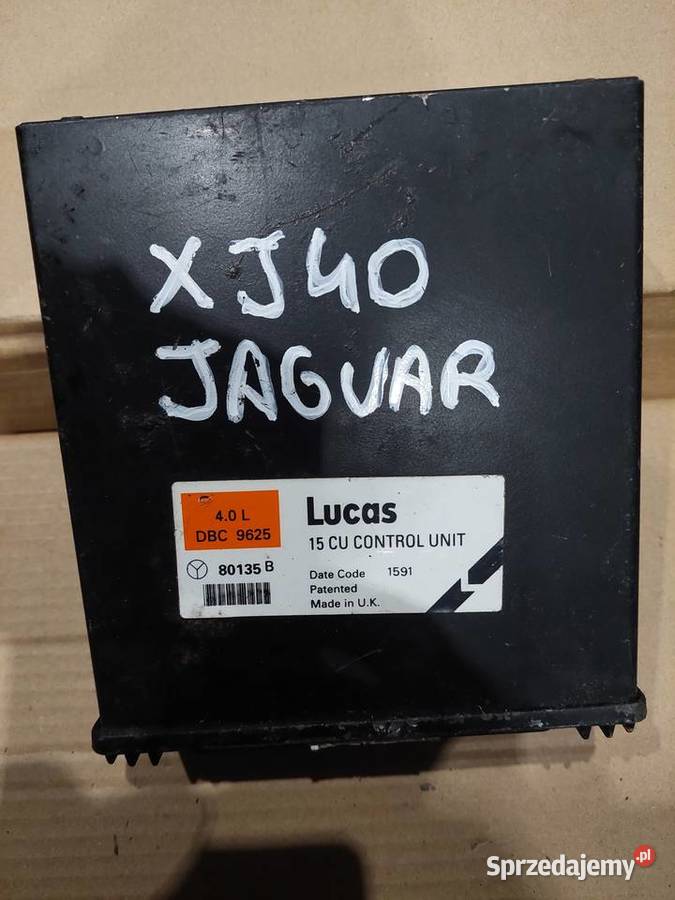 XJ40
JAGUAR
4.0 L
DBC 9625
80135 B
Lucas
15 CU CONTROL UNIT
Date Code 1591
Patented
Made in U.K.
Sprzedajemy.pl